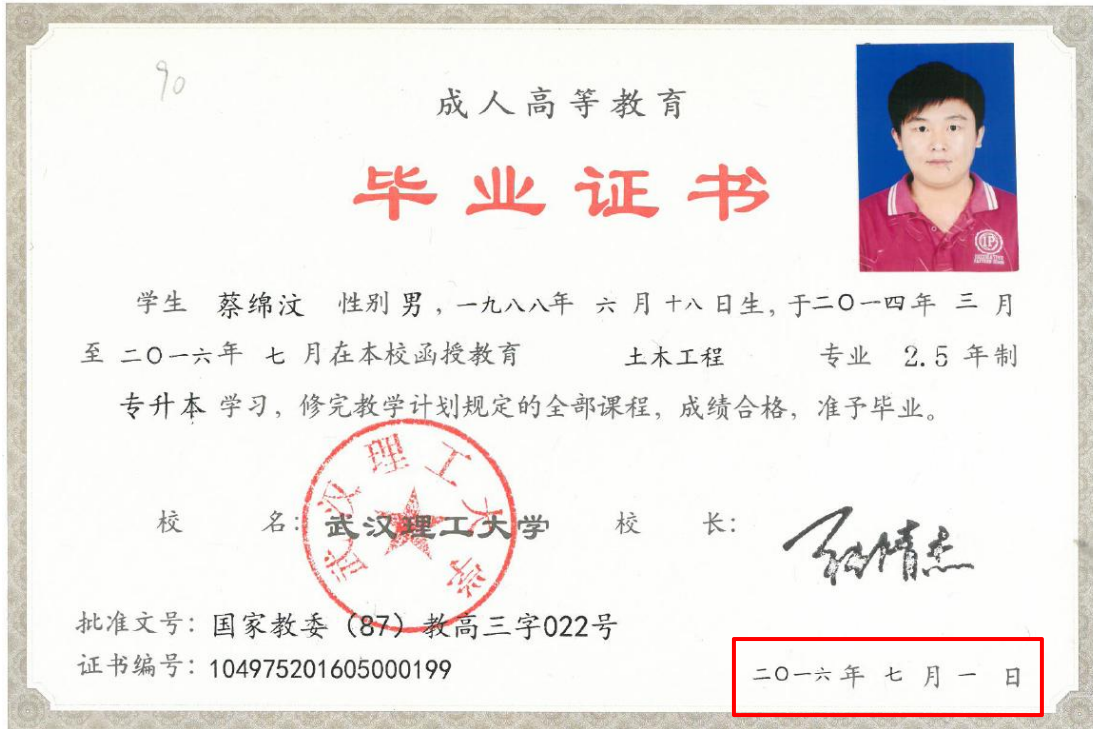 90
成人高等教育
毕业证书
学生 蔡绵汶 性别 男，一九八八年 六 月 十八 日生，于二〇一四年 三 月
至 二〇一六年 七 月在本校函授教育 土木工程 专业 2.5 年制
专升本 学习，修完教学计划规定的全部课程，成绩合格，准予毕业。
武汉理工大学
校 名：武汉理工大学 校 长：
批准文号：国家教委（87）教高三字022号
证书编号：104975201605000199
二〇一六年 七 月 一 日